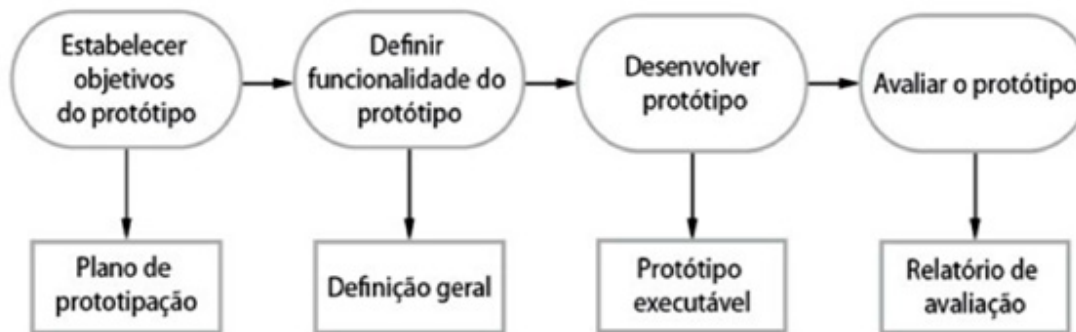 Estabelecer
objetivos
do protótipo
Definir
funcionalidade do
protótipo
Desenvolver
protótipo
Avaliar o protótipo
Plano de
prototipação
Definição geral
Protótipo
executável
Relatório de
avaliação